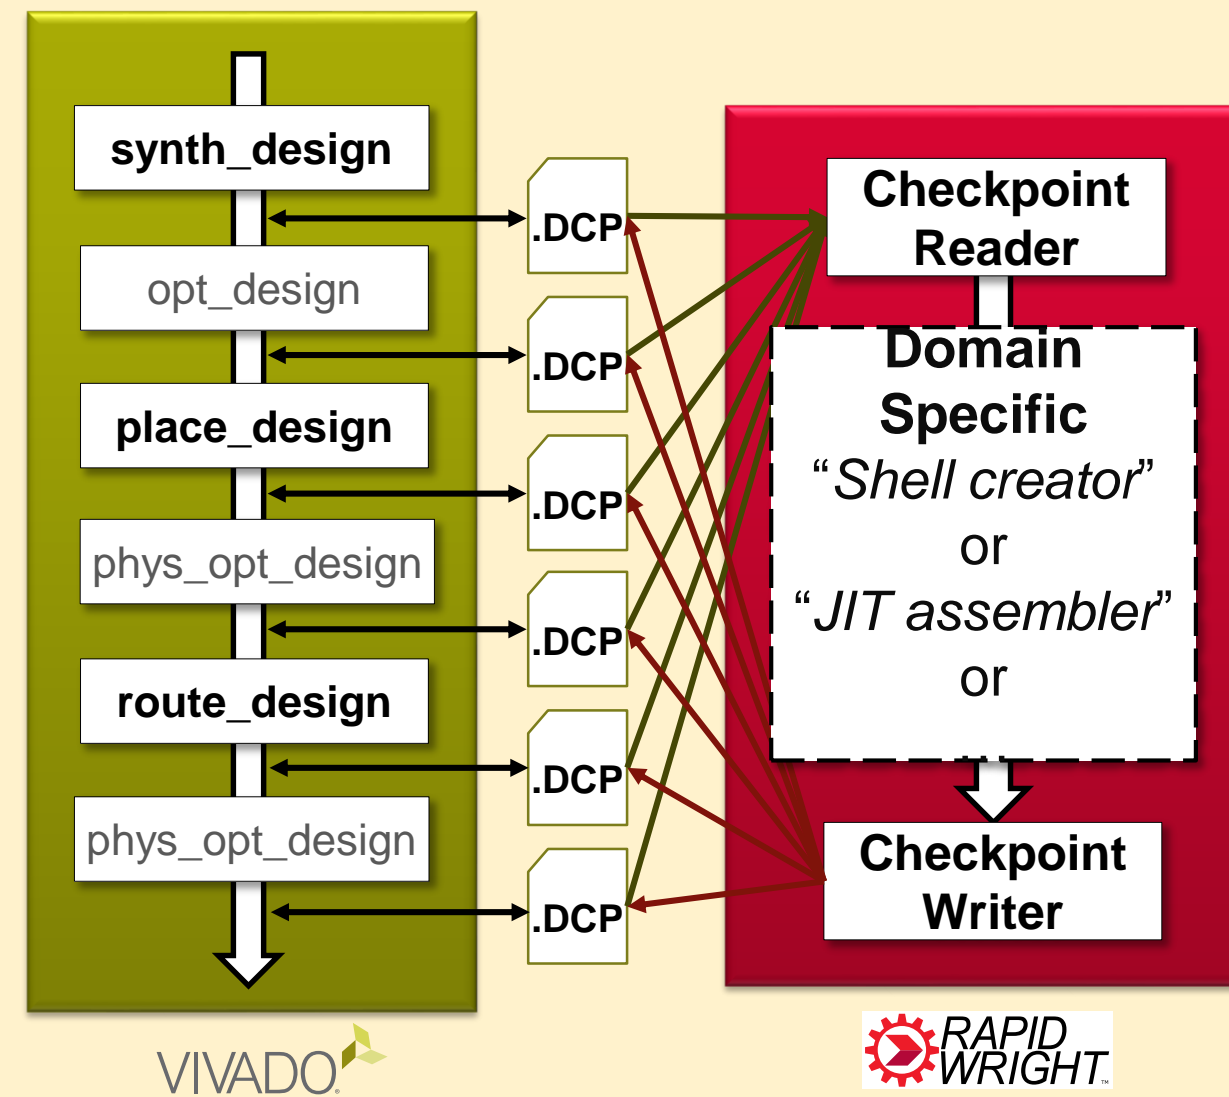 synth_design
opt_design
place_design
phys_opt_design
route_design
phys_opt_design
.DCP
.DCP
.DCP
.DCP
.DCP
.DCP
Checkpoint
Reader
Domain
Specific
“Shell creator”
or
“JIT assembler”
or
...
Checkpoint
Writer
VIVADO®
RAPID
WRIGHT™